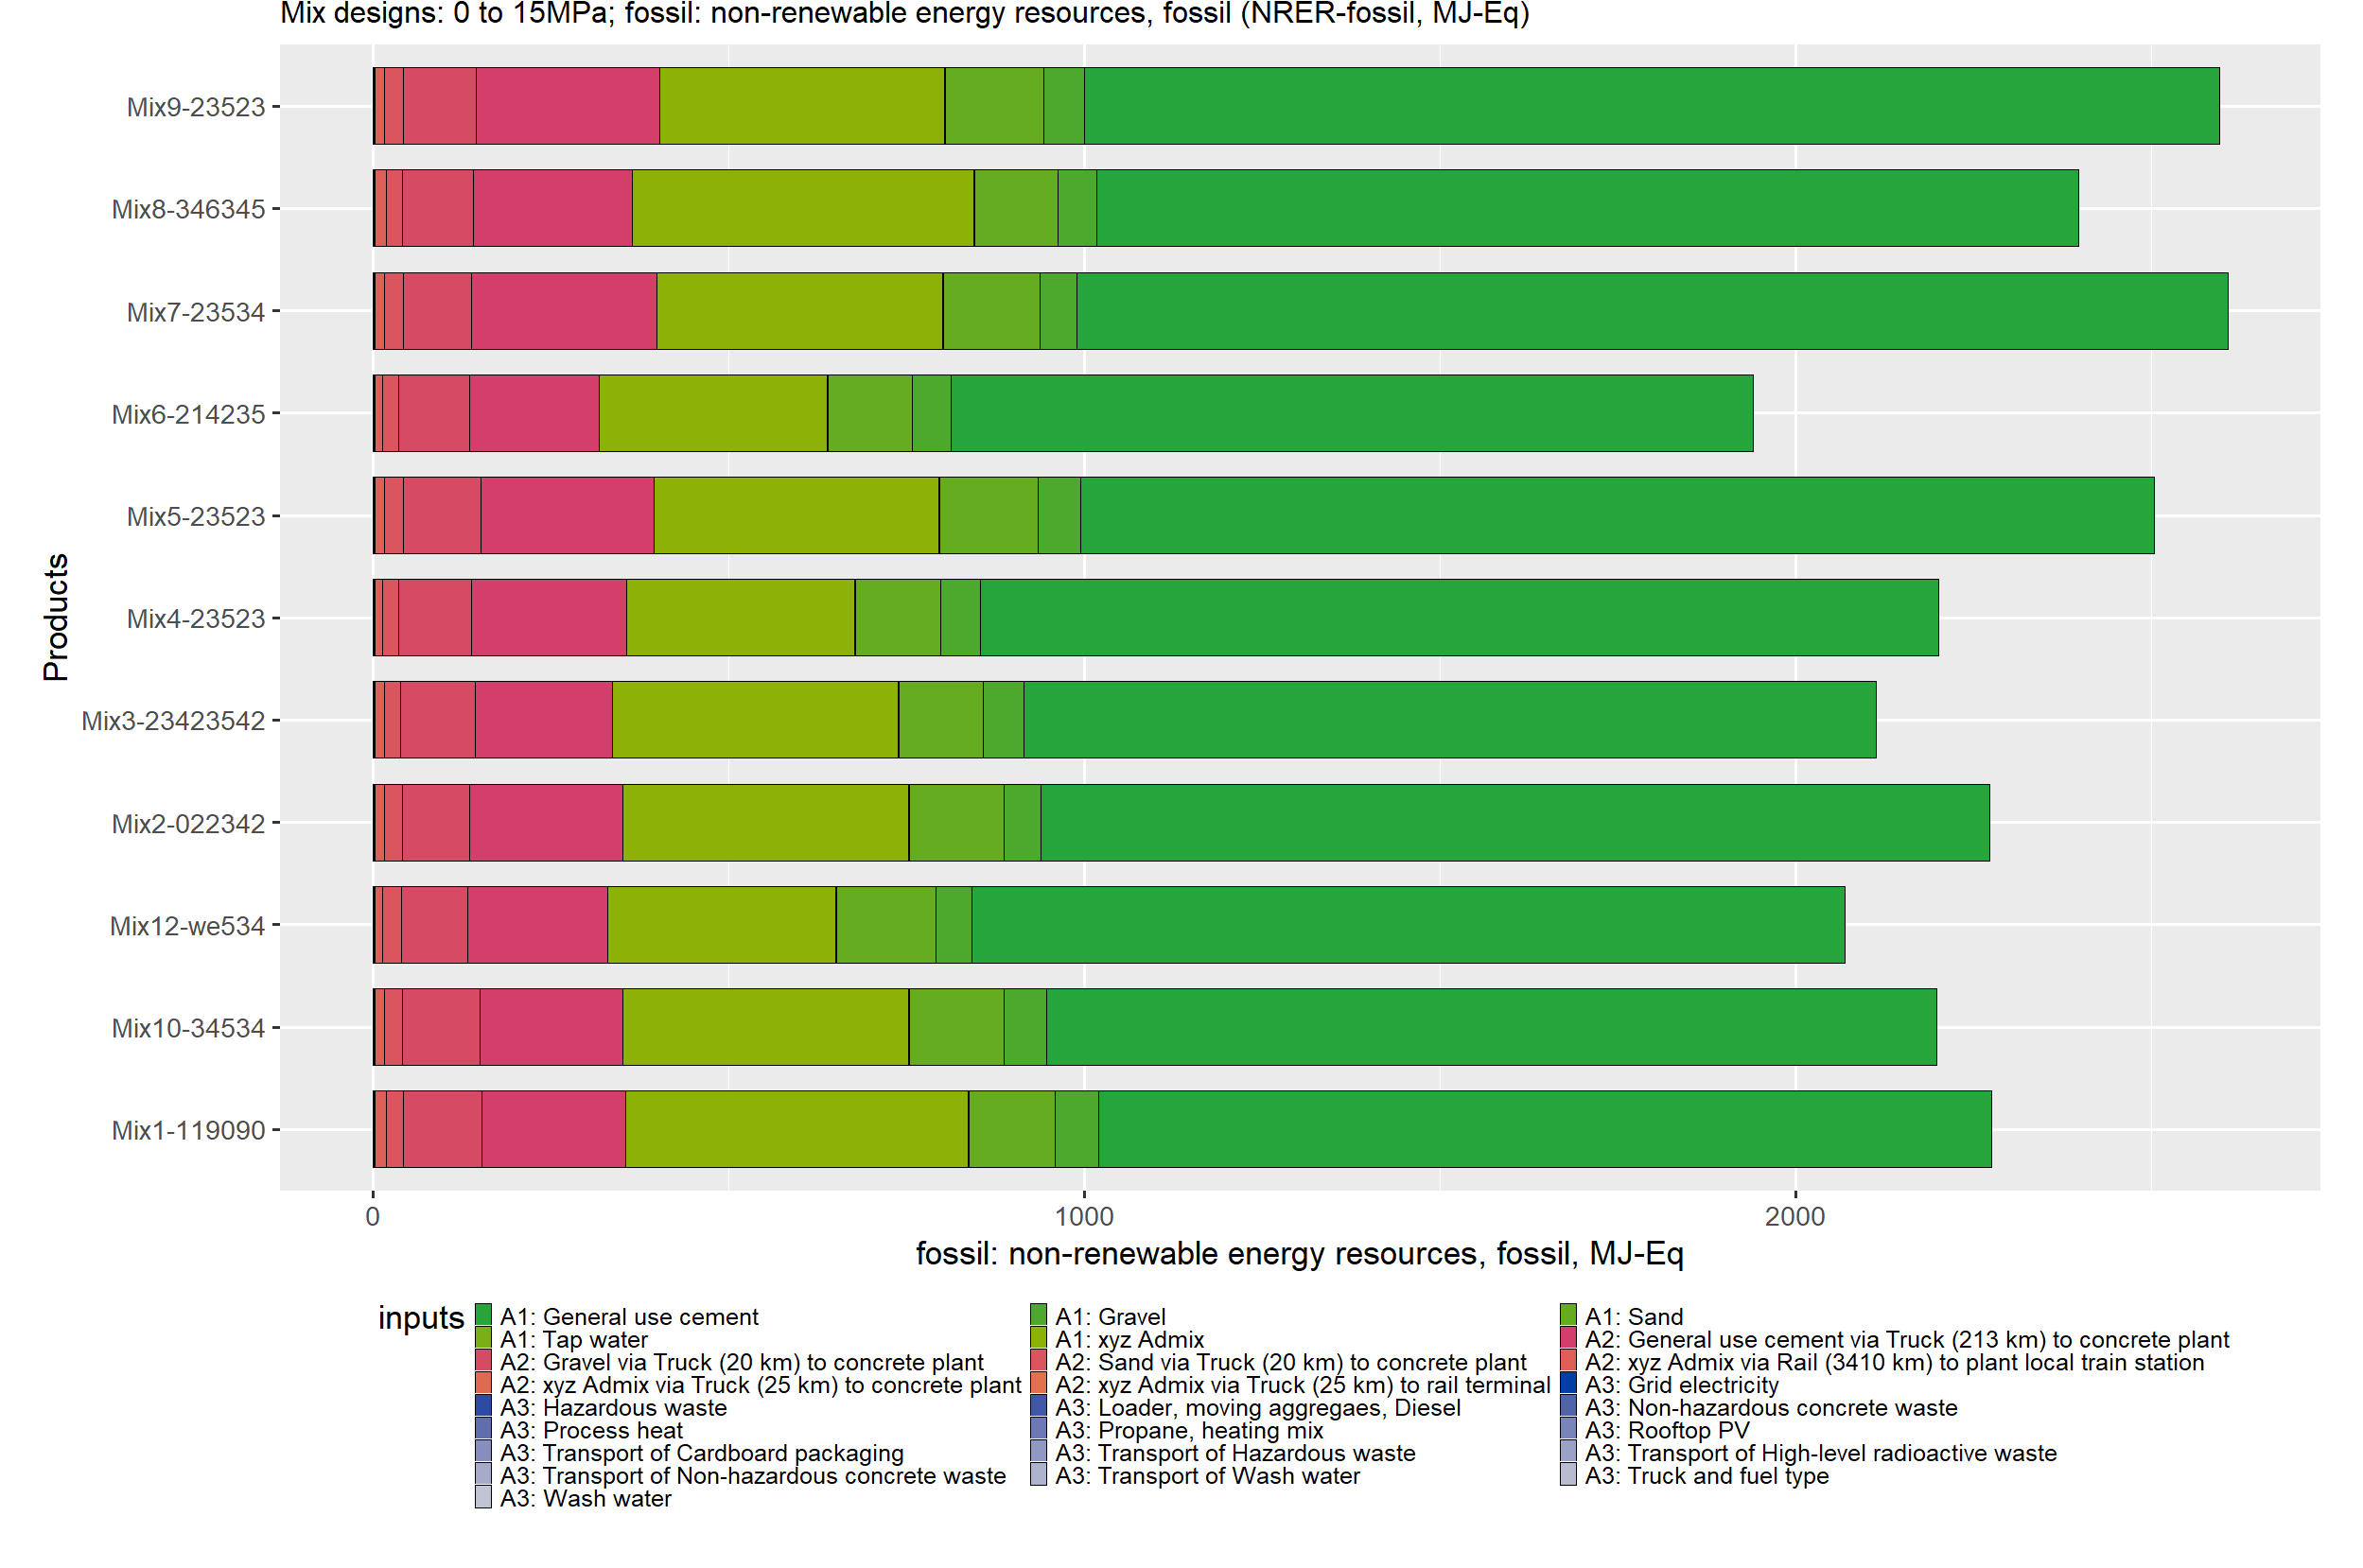 Mix designs: 0 to 15MPa; fossil: non-renewable energy resources, fossil (NRER-fossil, MJ-Eq)
Products
Mix9-23523
Mix8-346345
Mix7-23534
Mix6-214235
Mix5-23523
Mix4-23523
Mix3-23423542
Mix2-022342
Mix12-we534
Mix10-34534
Mix1-119090
0 1000 2000
fossil: non-renewable energy resources, fossil, MJ-Eq
inputs
A1: General use cement A1: Gravel A1: Sand
A1: Tap water A1: xyz Admix A2: General use cement via Truck (213 km) to concrete plant
A2: Gravel via Truck (20 km) to concrete plant A2: Sand via Truck (20 km) to concrete plant A2: xyz Admix via Rail (3410 km) to plant local train station
A2: xyz Admix via Truck (25 km) to concrete plant A2: xyz Admix via Truck (25 km) to rail terminal A3: Grid electricity
A3: Hazardous waste A3: Loader, moving aggregaes, Diesel A3: Non-hazardous concrete waste
A3: Process heat A3: Propane, heating mix A3: Rooftop PV
A3: Transport of Cardboard packaging A3: Transport of Hazardous waste A3: Transport of High-level radioactive waste
A3: Transport of Non-hazardous concrete waste A3: Transport of Wash water A3: Truck and fuel type
A3: Wash water